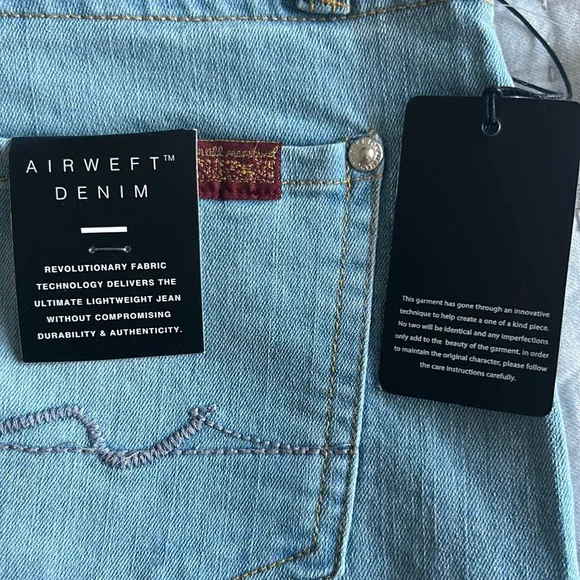 AIRWEFT™
DENIM
REVOLUTIONARY FABRIC
TECHNOLOGY DELIVERS THE
ULTIMATE LIGHTWEIGHT JEAN
WITHOUT COMPROMISING
DURABILITY & AUTHENTICITY.
This garment has gone through an innovative
technique to help create a one of a kind piece.
No two will be identical and any imperfections
only add to the beauty of the garment. In order
to maintain the original character, please follow
the care instructions carefully.